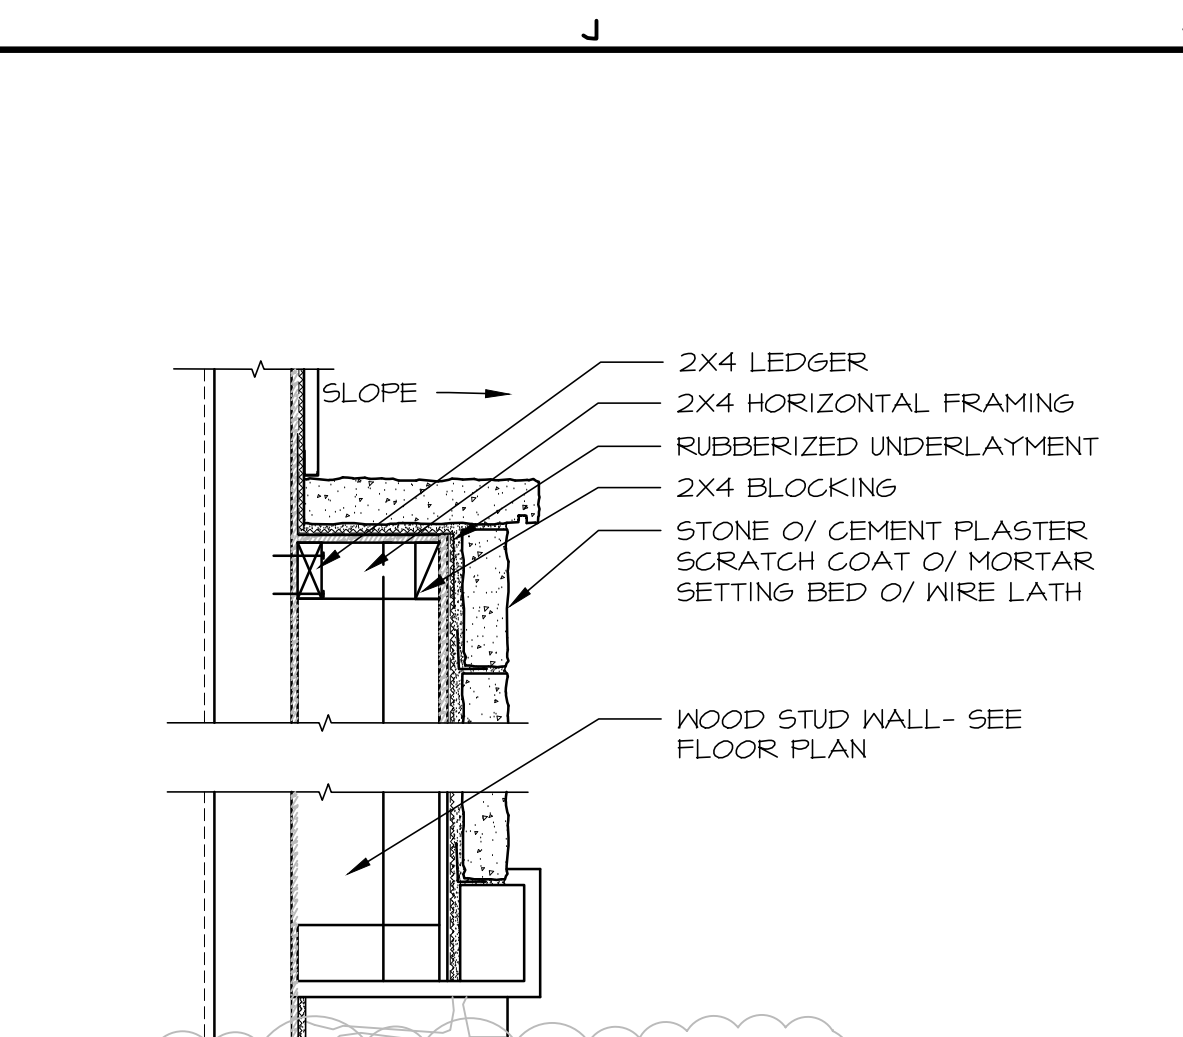 2X4 LEDGER
SLOPE
2X4 HORIZONTAL FRAMING
RUBBERIZED UNDERLAYMENT
2X4 BLOCKING
STONE O/ CEMENT PLASTER
SCRATCH COAT O/ MORTAR
SETTING BED O/ WIRE LATH
WOOD STUD WALL- SEE
FLOOR PLAN